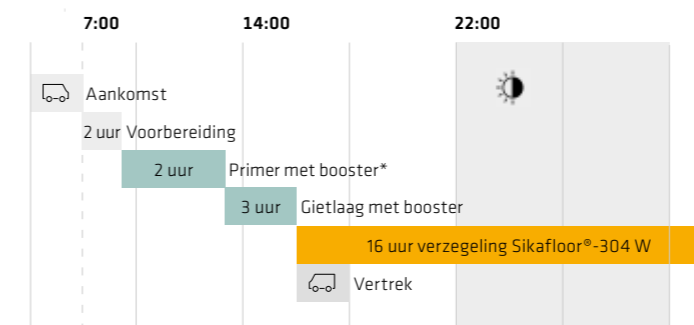 7:00 14:00 22:00
Aankomst
2 uur Voorbereiding
2 uur Primer met booster*
3 uur Gietlaag met booster
16 uur verzegeling Sikafloor®-304 W
Vertrek